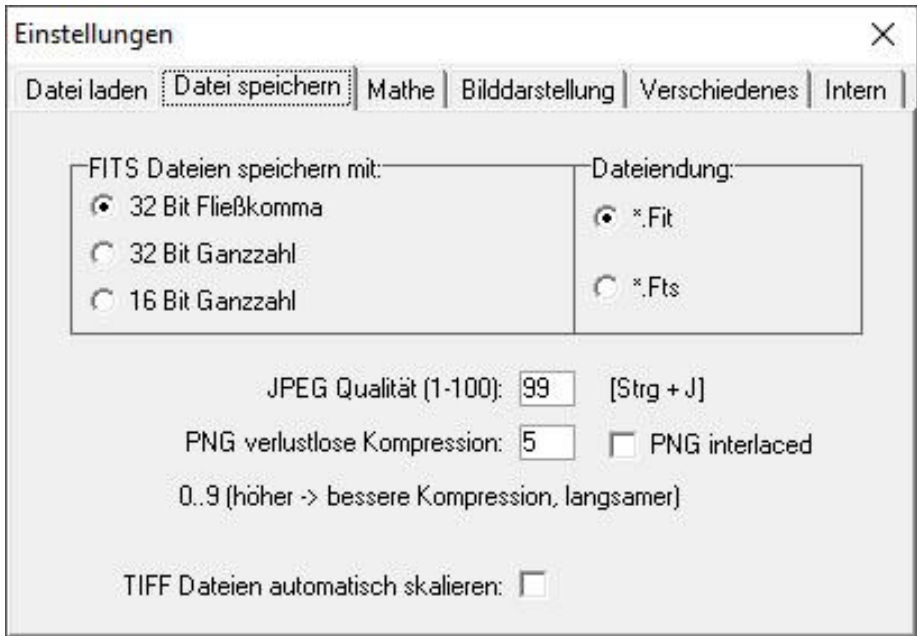 Einstellungen
Datei laden Datei speichern Mathe Bilddarstellung Verschiedenes Intern
FITS Dateien speichern mit: Dateiendung:
32 Bit Fließkomma *.Fit
32 Bit Ganzzahl
16 Bit Ganzzahl *.Fts
JPEG Qualität (1-100): 99 [Strg + J]
PNG verlustlose Kompression: 5 PNG interlaced
0..9 (höher -> bessere Kompression, langsamer)
TIFF Dateien automatisch skalieren: